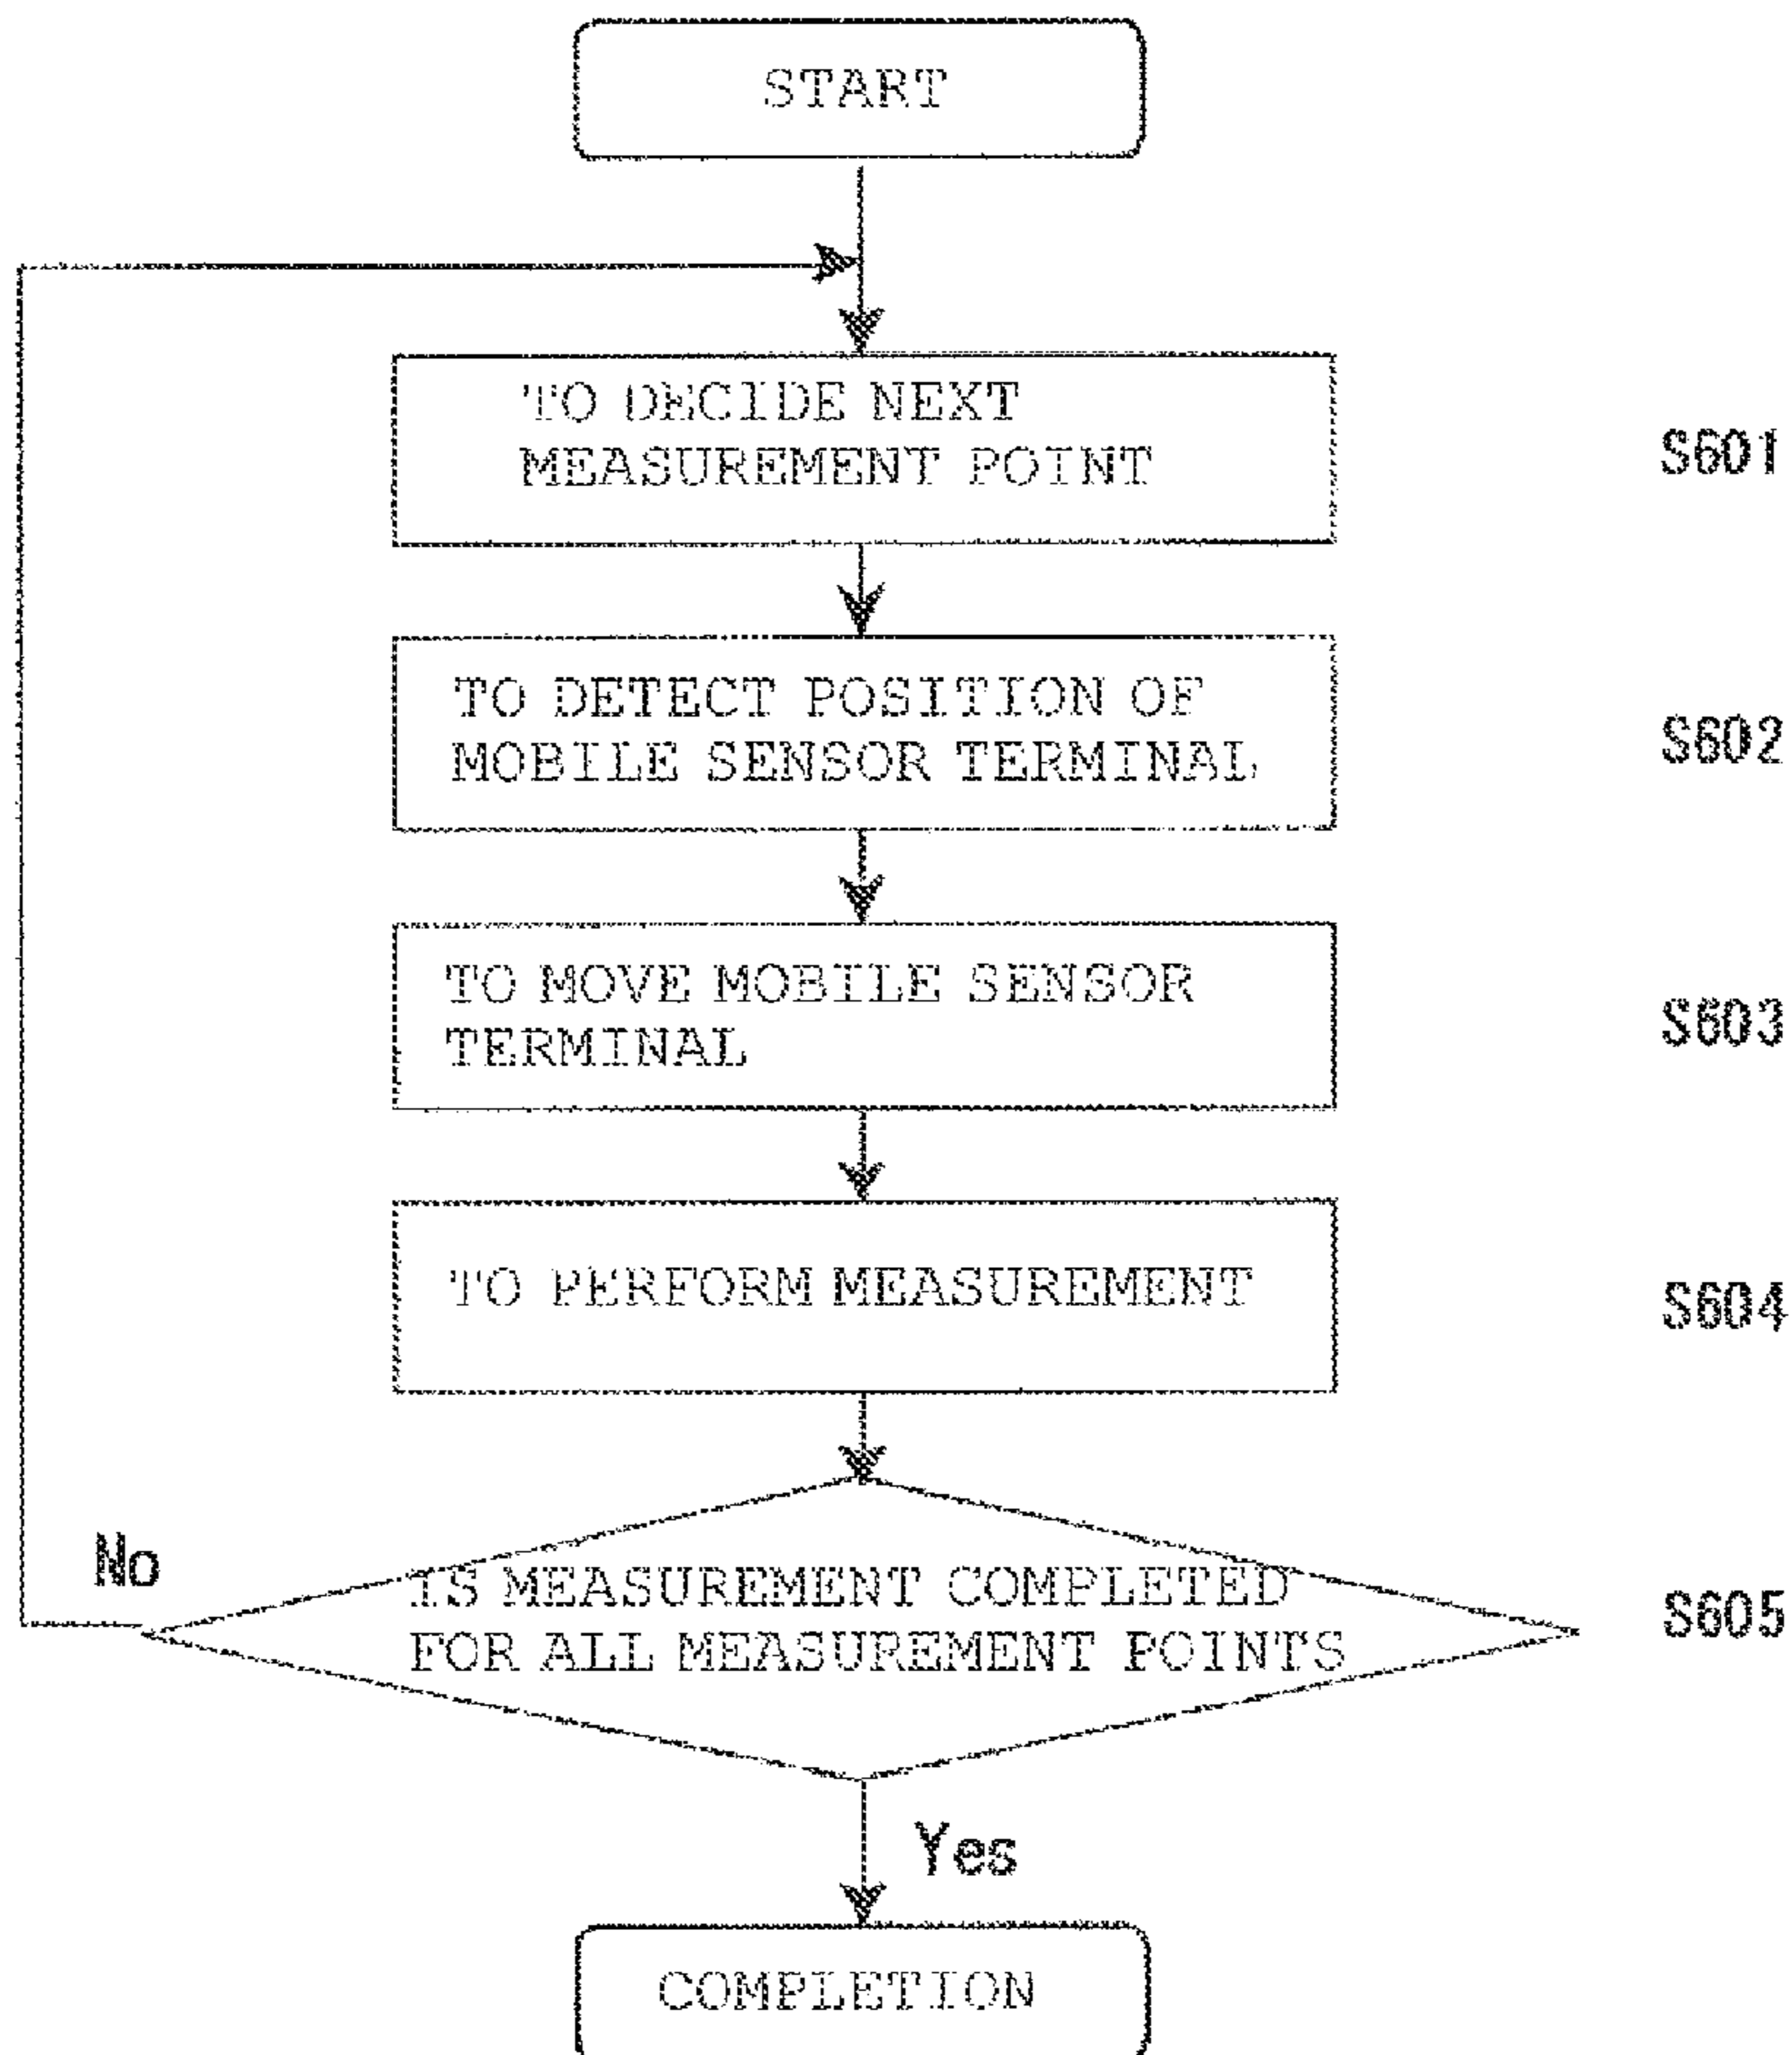 START
TO DECIDE NEXT
MEASUREMENT POINT
S601
TO DETECT POSITION OF
MOBILE SENSOR TERMINAL
S602
TO MOVE MOBILE SENSOR
TERMINAL
S603
TO PERFORM MEASUREMENT
S604
No
IS MEASUREMENT COMPLETED
FOR ALL MEASUREMENT POINTS
S605
Yes
COMPLETION